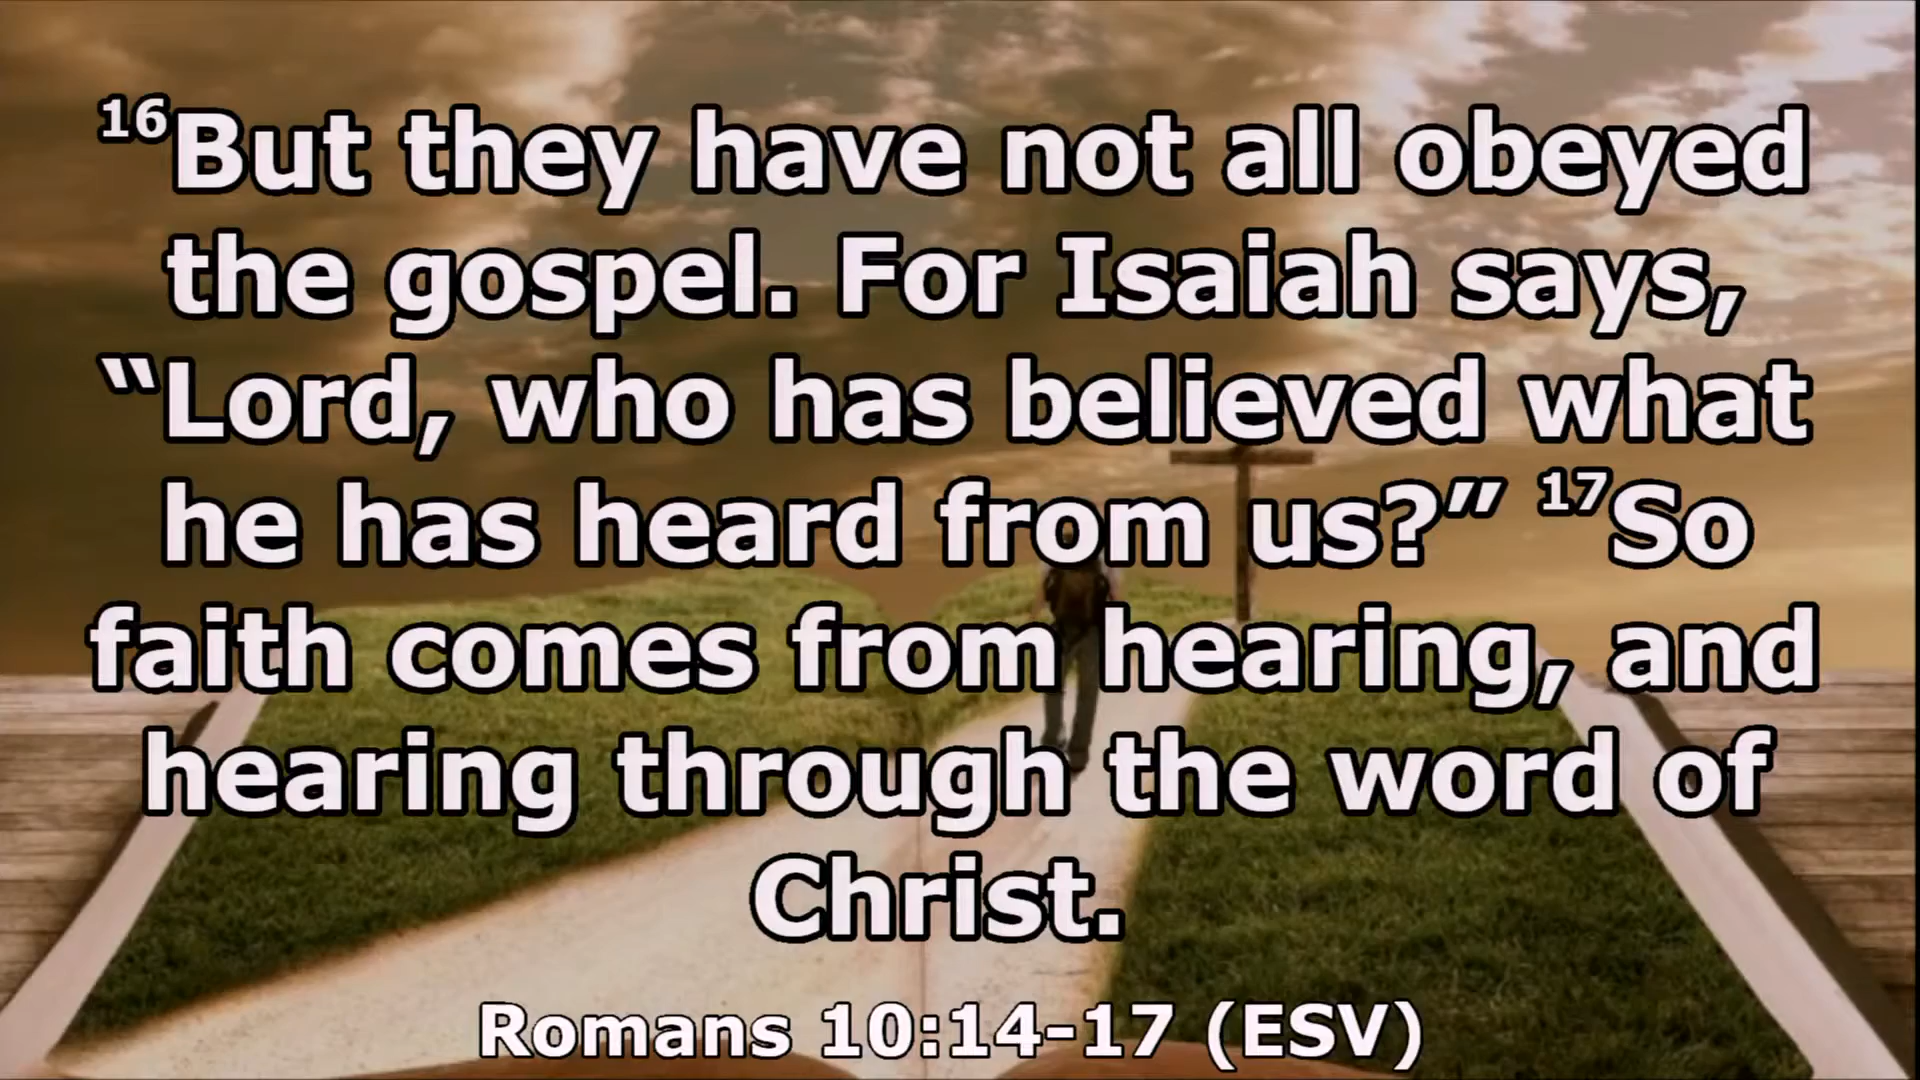 ¹⁶But they have not all obeyed
the gospel. For Isaiah says,
“Lord, who has believed what
he has heard from us?” ¹⁷So
faith comes from hearing, and
hearing through the word of
Christ.
Romans 10:14-17 (ESV)